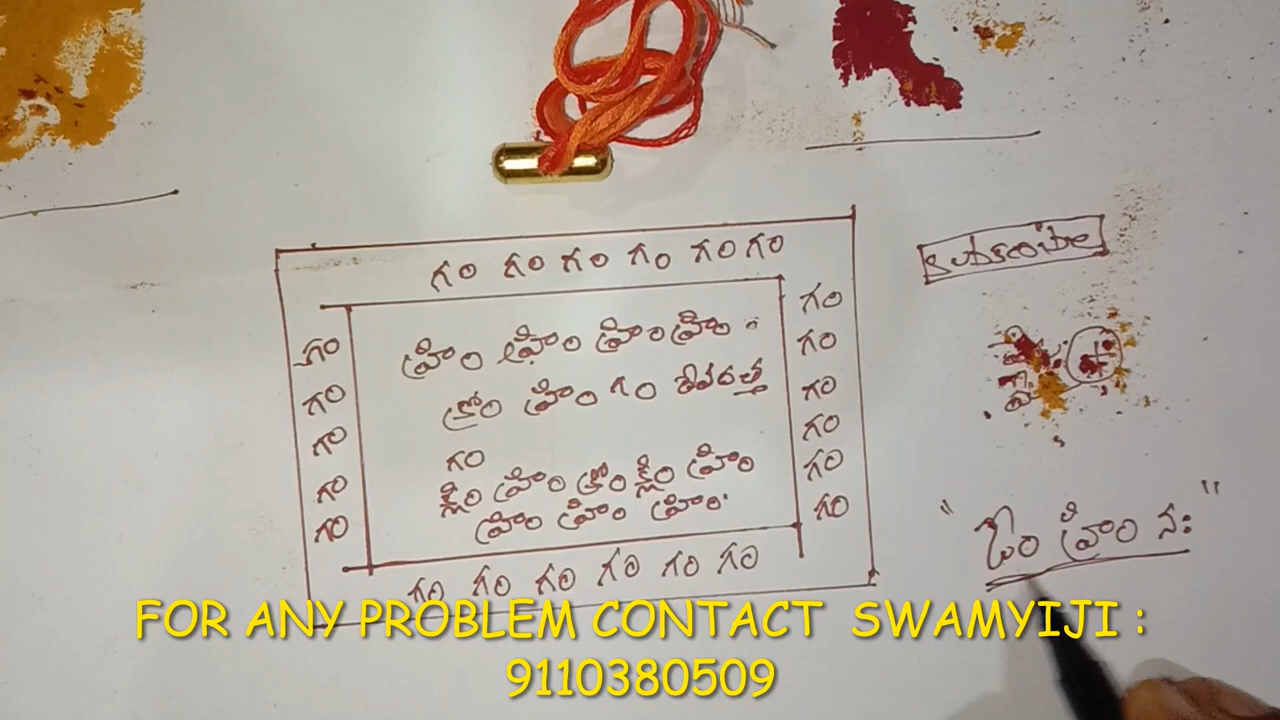 గం గం గం గం గం గం
subscribe
గం
గం
గం
గం
గం
గం
గం
గం
గం
గం
గం
హ్రిం హ్రిం హ్రిం హ్రిం
క్రోం హ్రిం గం
గం
క్లిం హ్రిం క్రోం క్లిం హ్రిం
హ్రిం హ్రిం హ్రిం
గం గం గం గం గం గం
"ఓం హ్రిం నః"
FOR ANY PROBLEM CONTACT SWAMYIJI :
9110380509